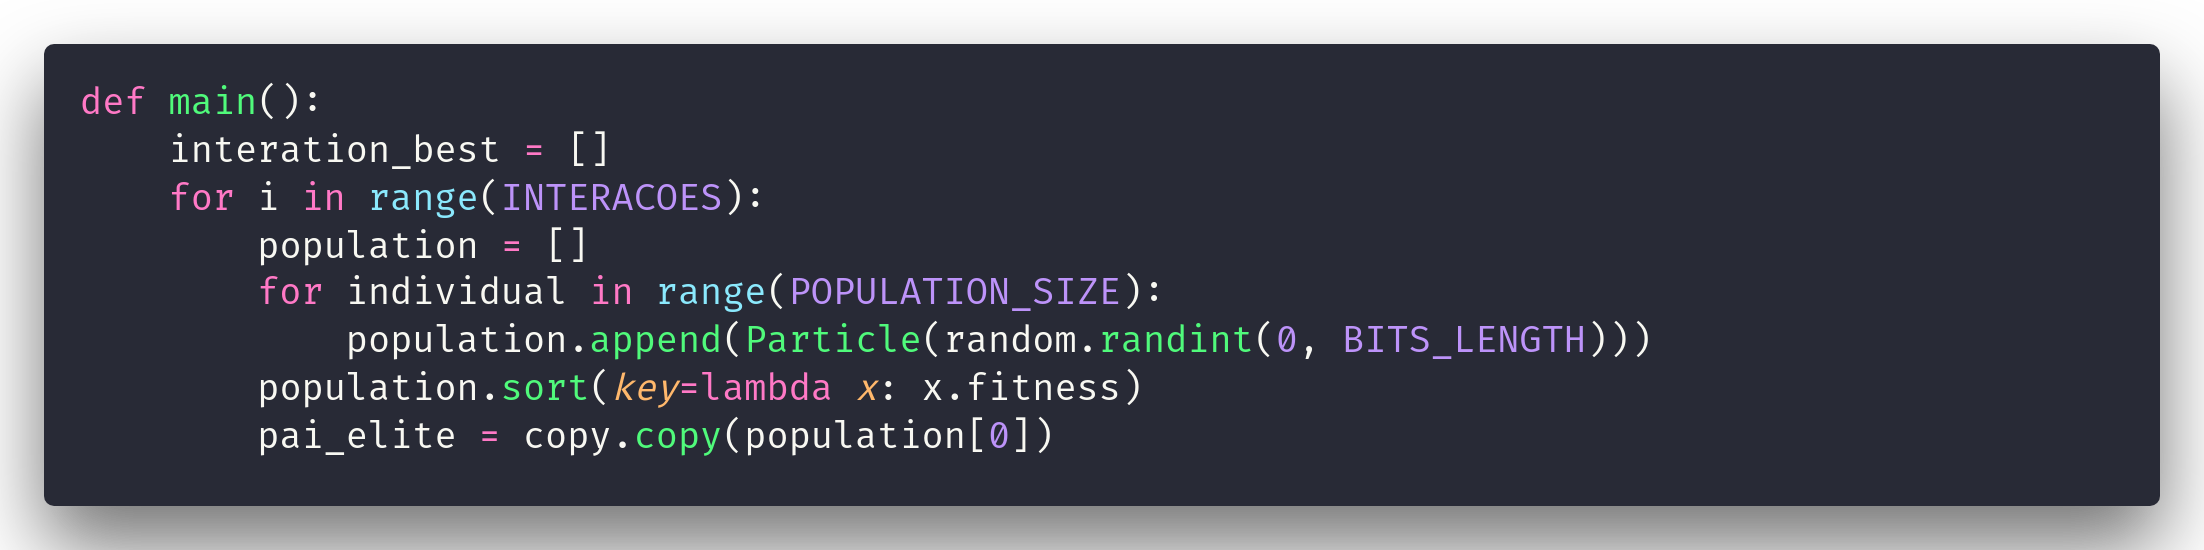 def main():
    interation_best = []
    for i in range(INTERACOES):
        population = []
        for individual in range(POPULATION_SIZE):
            population.append(Particle(random.randint(0, BITS_LENGTH)))
        population.sort(key=lambda x: x.fitness)
        pai_elite = copy.copy(population[0])